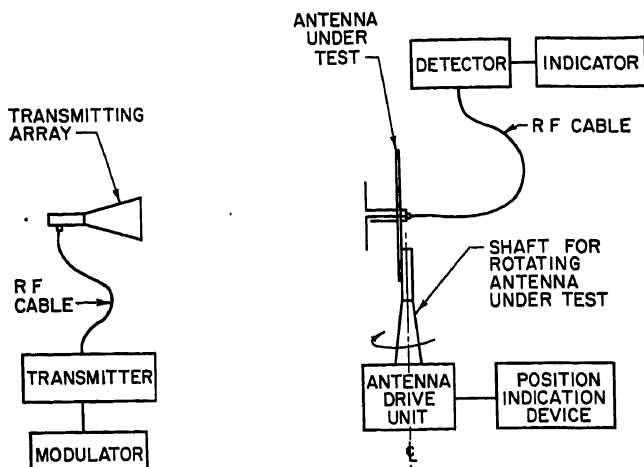 ANTENNA
UNDER
TEST
DETECTOR
INDICATOR
TRANSMITTING
ARRAY
R F CABLE
SHAFT FOR
ROTATING
ANTENNA
UNDER TEST
R F
CABLE
TRANSMITTER
ANTENNA
DRIVE
UNIT
POSITION
INDICATION
DEVICE
MODULATOR
℄